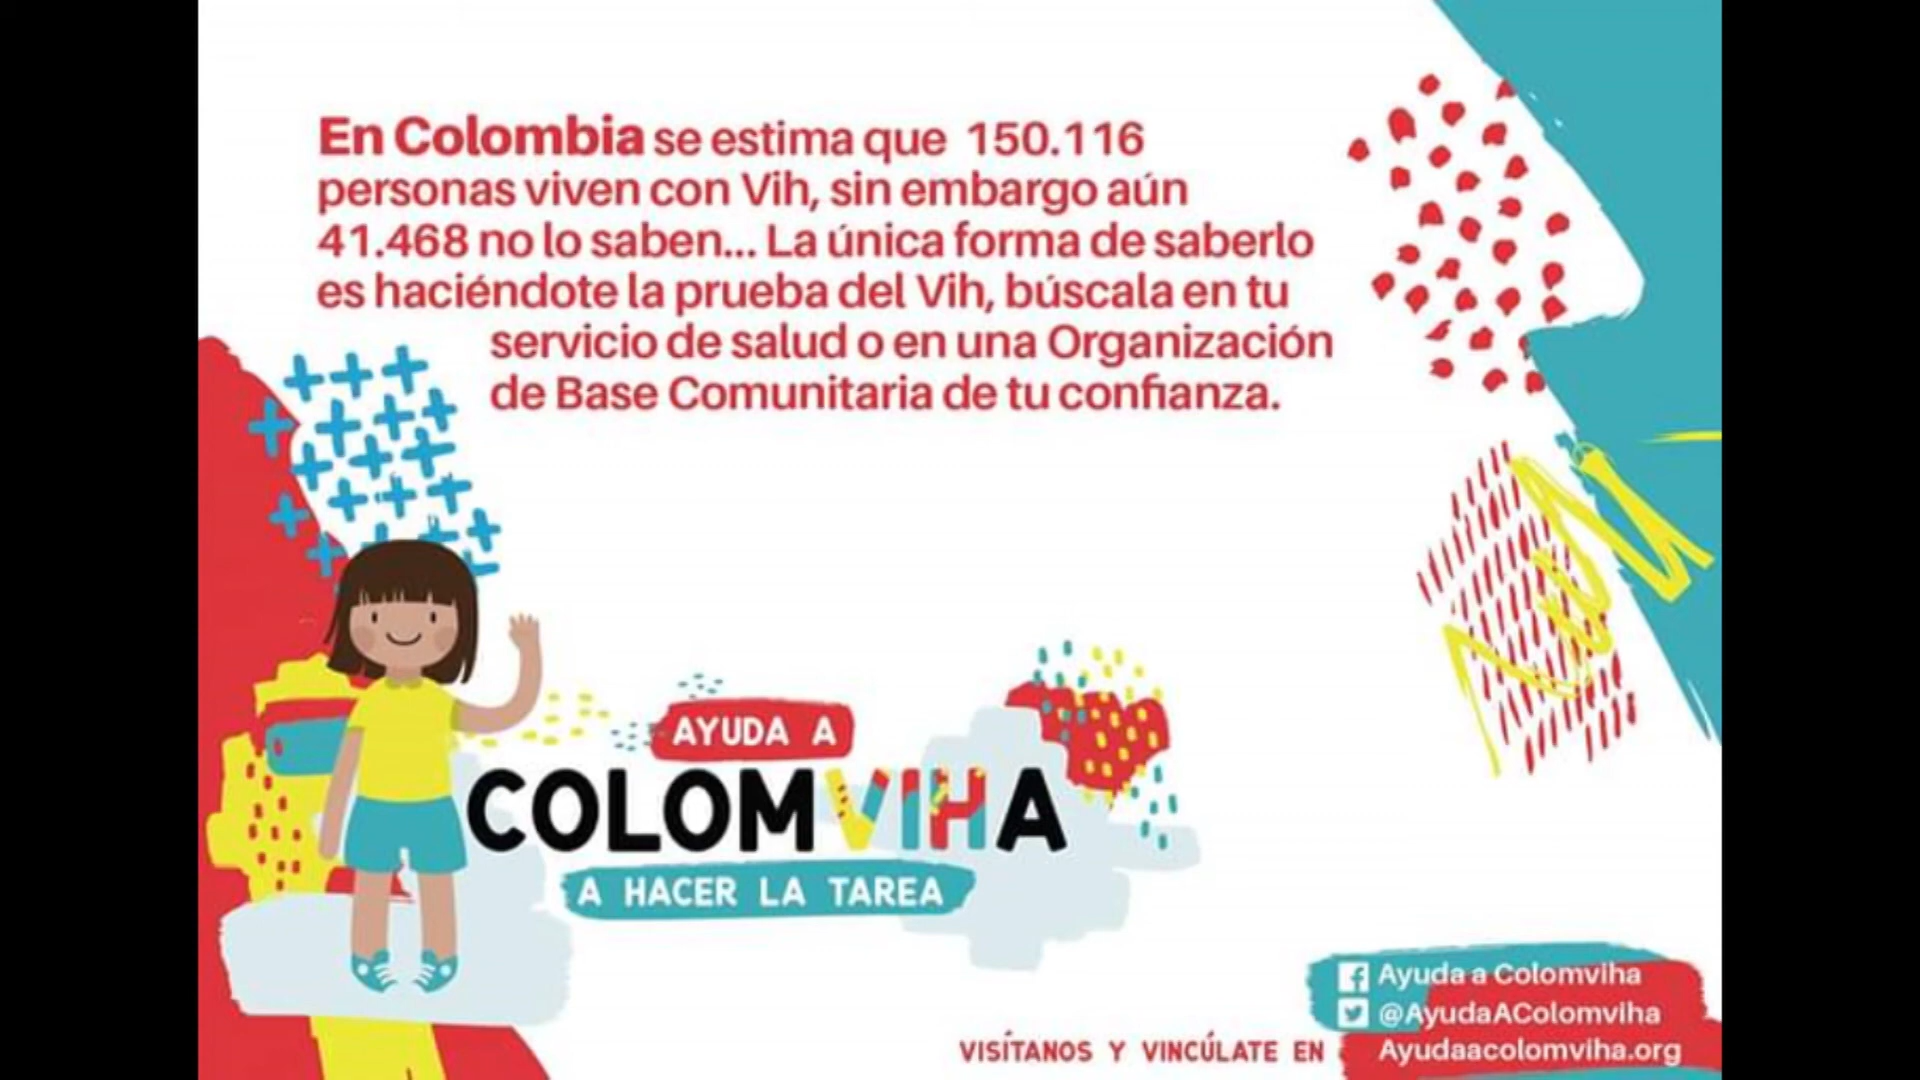 En Colombia se estima que 150.116
personas viven con Vih, sin embargo aún
41.468 no lo saben... La única forma de saberlo
es haciéndote la prueba del Vih, búscala en tu
servicio de salud o en una Organización
de Base Comunitaria de tu confianza.
AYUDA A
COLOMVIHA
A HACER LA TAREA
Ayuda a Colomviha
@AyudaAColomviha
VISÍTANOS Y VINCÚLATE EN Ayudaacolomviha.org